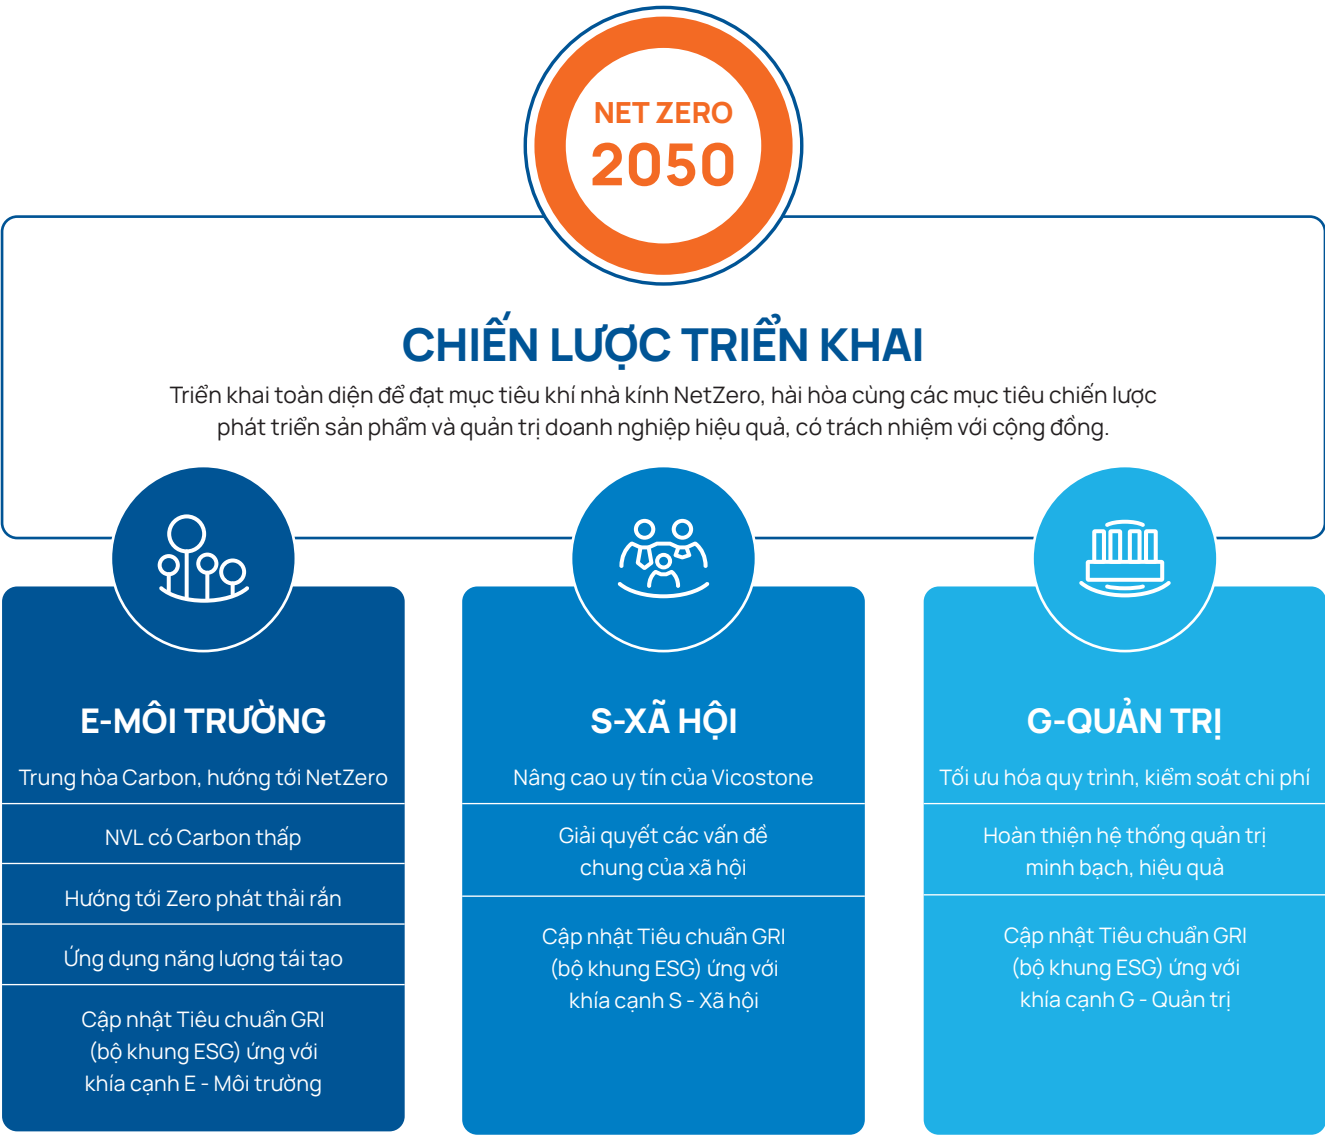 NET ZERO
2050
CHIẾN LƯỢC TRIỂN KHAI
Triển khai toàn diện để đạt mục tiêu khí nhà kính NetZero, hài hòa cùng các mục tiêu chiến lược
phát triển sản phẩm và quản trị doanh nghiệp hiệu quả, có trách nhiệm với cộng đồng.
E-MÔI TRƯỜNG
Trung hòa Carbon, hướng tới NetZero
NVL có Carbon thấp
Hướng tới Zero phát thải rắn
Ứng dụng năng lượng tái tạo
Cập nhật Tiêu chuẩn GRI
(bộ khung ESG) ứng với
khía cạnh E - Môi trường
S-XÃ HỘI
Nâng cao uy tín của Vicostone
Giải quyết các vấn đề
chung của xã hội
Cập nhật Tiêu chuẩn GRI
(bộ khung ESG) ứng với
khía cạnh S - Xã hội
G-QUẢN TRỊ
Tối ưu hóa quy trình, kiểm soát chi phí
Hoàn thiện hệ thống quản trị
minh bạch, hiệu quả
Cập nhật Tiêu chuẩn GRI
(bộ khung ESG) ứng với
khía cạnh G - Quản trị